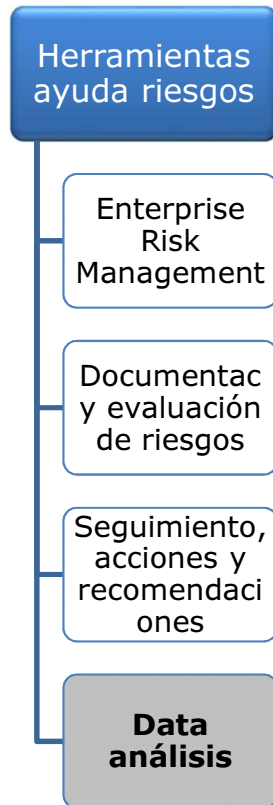 Herramientas
ayuda riesgos
Enterprise
Risk
Management
Documentac
y evaluación
de riesgos
Seguimiento,
acciones y
recomendaci
ones
Data
análisis